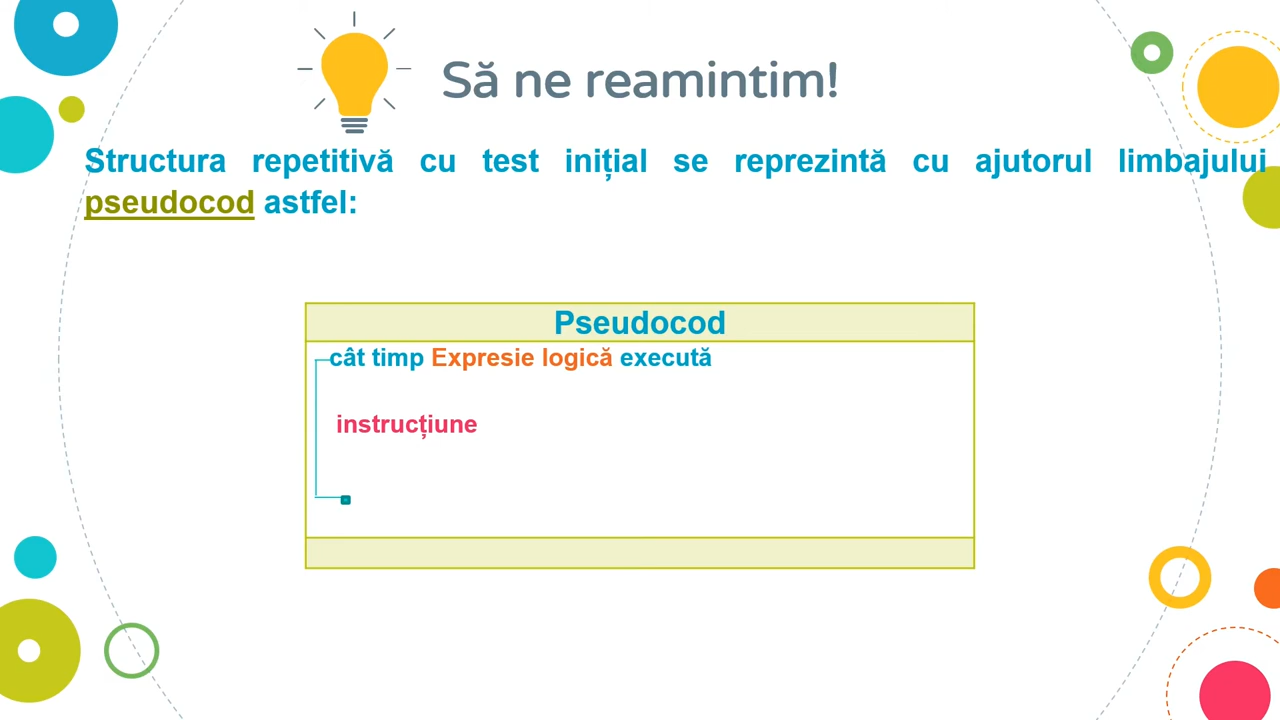 Să ne reamintim!
Structura repetitivă cu test inițial se reprezintă cu ajutorul limbajului
pseudocod astfel:
Pseudocod
cât timp Expresie logică execută
instrucțiune